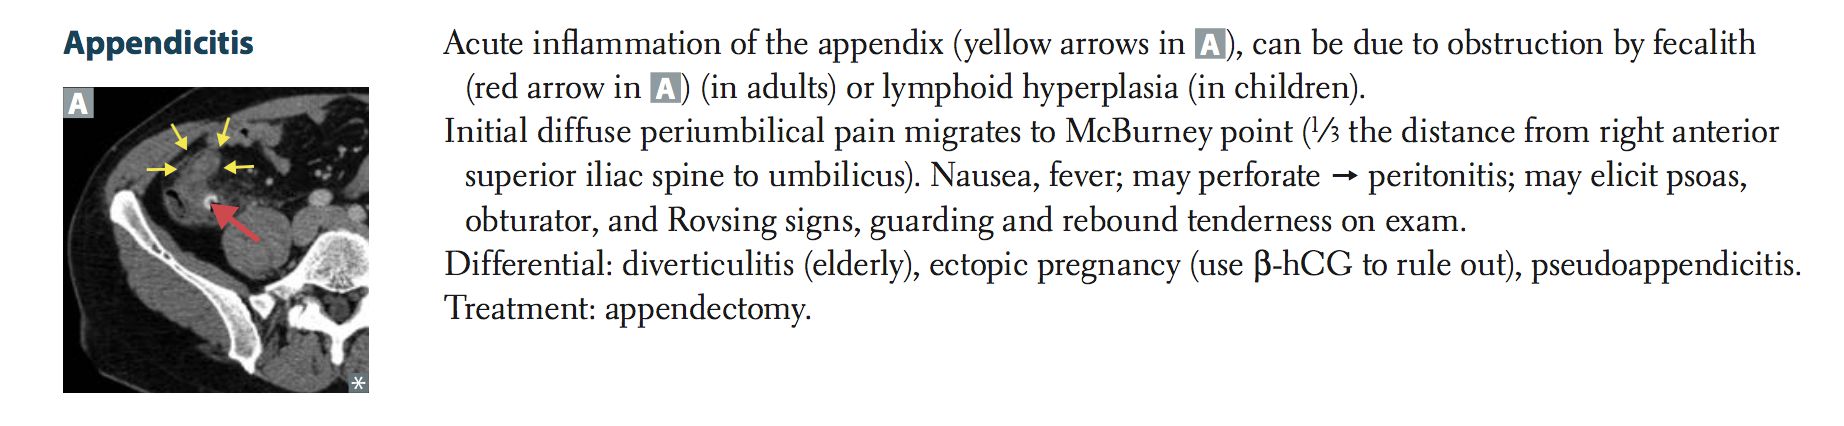 Appendicitis
A
Acute inflammation of the appendix (yellow arrows in A), can be due to obstruction by fecalith
(red arrow in A) (in adults) or lymphoid hyperplasia (in children).
Initial diffuse periumbilical pain migrates to McBurney point (⅓ the distance from right anterior
superior iliac spine to umbilicus). Nausea, fever; may perforate → peritonitis; may elicit psoas,
obturator, and Rovsing signs, guarding and rebound tenderness on exam.
Differential: diverticulitis (elderly), ectopic pregnancy (use β-hCG to rule out), pseudoappendicitis.
Treatment: appendectomy.